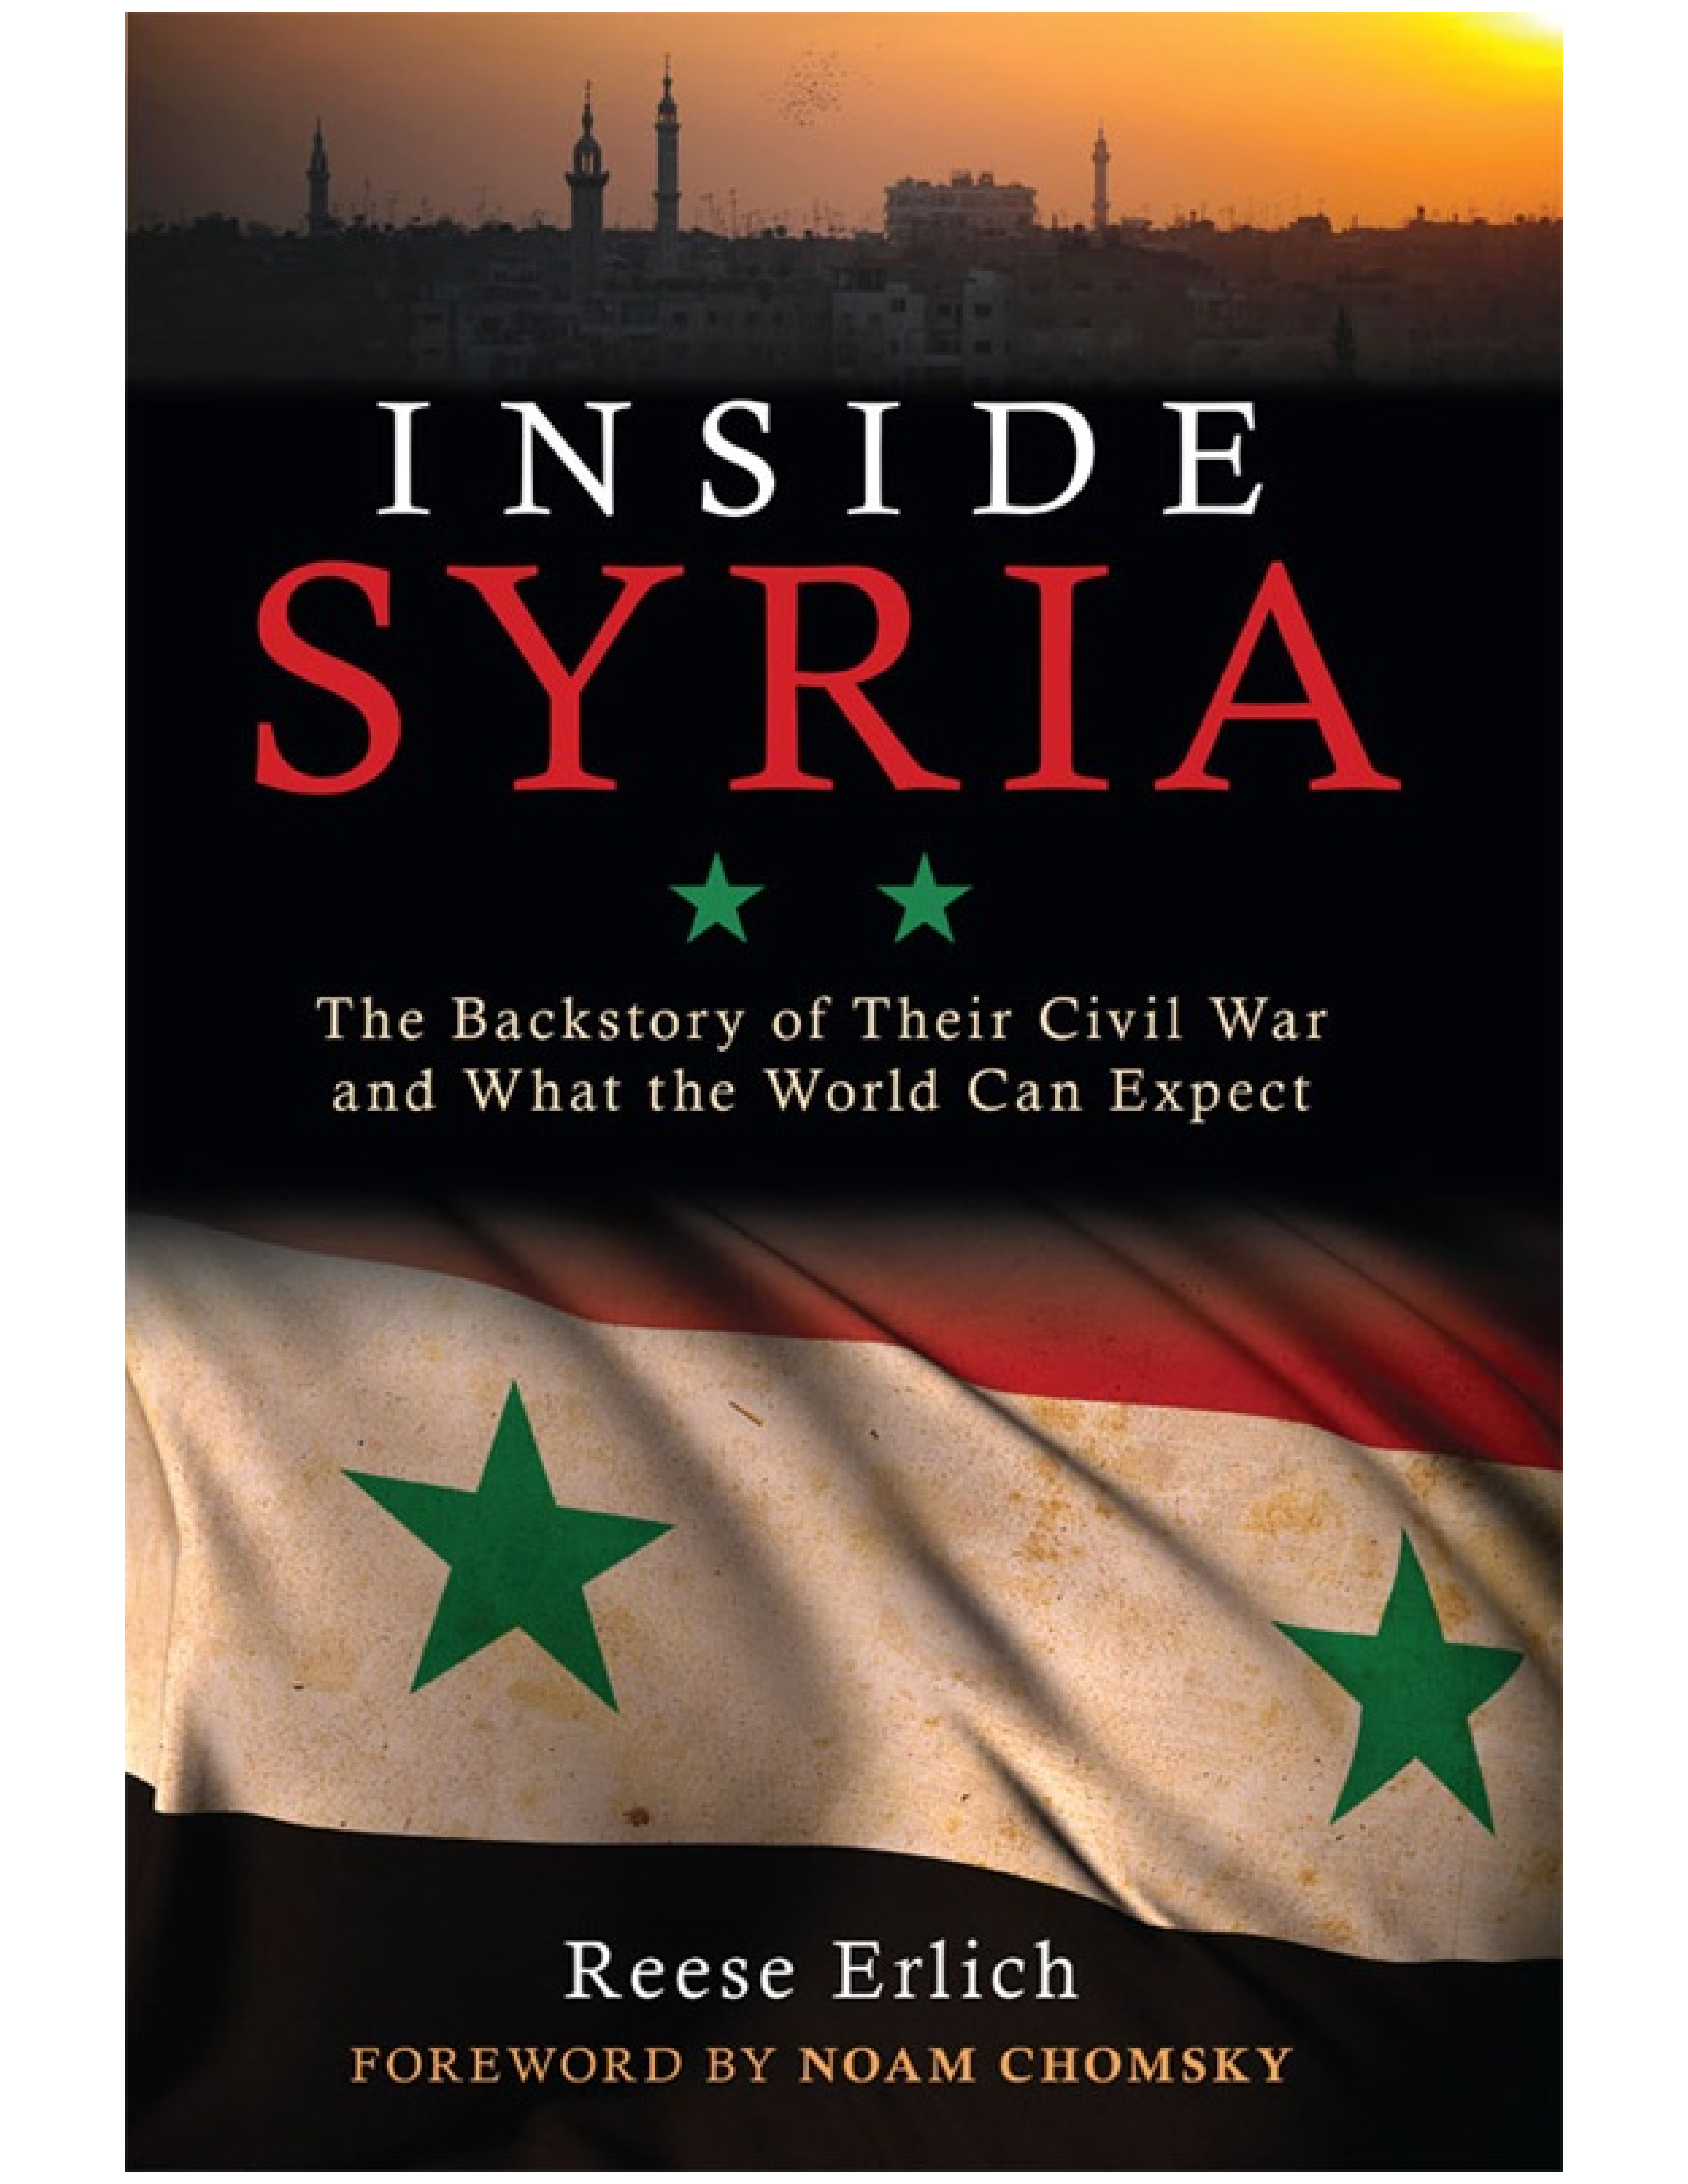 INSIDE
SYRIA
The Backstory of Their Civil War
and What the World Can Expect
Reese Erlich
FOREWORD BY NOAM CHOMSKY